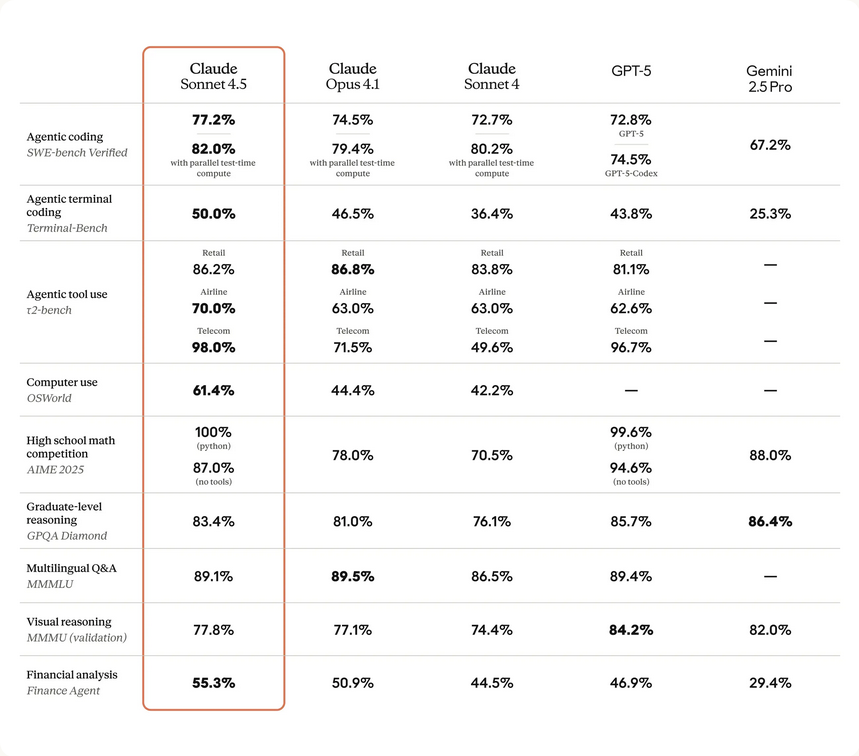 Claude
Sonnet 4.5
Claude
Opus 4.1
Claude
Sonnet 4
GPT-5
Gemini
2.5 Pro
Agentic coding
SWE-bench Verified
77.2%
82.0%
with parallel test-time
compute
74.5%
79.4%
with parallel test-time
compute
72.7%
80.2%
with parallel test-time
compute
72.8%
GPT-5
74.5%
GPT-5-Codex
67.2%
Agentic terminal
coding
Terminal-Bench
50.0%
46.5%
36.4%
43.8%
25.3%
Agentic tool use
τ2-bench
Retail
86.2%
Airline
70.0%
Telecom
98.0%
Retail
86.8%
Airline
63.0%
Telecom
71.5%
Retail
83.8%
Airline
63.0%
Telecom
49.6%
Retail
81.1%
Airline
62.6%
Telecom
96.7%
—
—
—
Computer use
OSWorld
61.4%
44.4%
42.2%
—
—
High school math
competition
AIME 2025
100%
(python)
87.0%
(no tools)
78.0%
70.5%
99.6%
(python)
94.6%
(no tools)
88.0%
Graduate-level
reasoning
GPQA Diamond
83.4%
81.0%
76.1%
85.7%
86.4%
Multilingual Q&A
MMMLU
89.1%
89.5%
86.5%
89.4%
—
Visual reasoning
MMMU (validation)
77.8%
77.1%
74.4%
84.2%
82.0%
Financial analysis
Finance Agent
55.3%
50.9%
44.5%
46.9%
29.4%